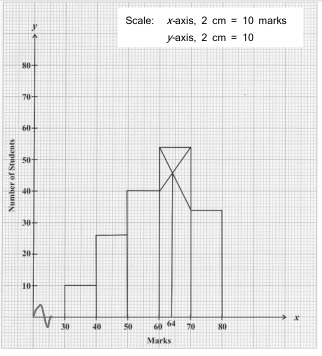 Scale: x-axis, 2 cm = 10 marks
y-axis, 2 cm = 10
y
80
70
60
50
40
30
20
10
Number of Students
x
30 40 50 60 64 70 80
Marks